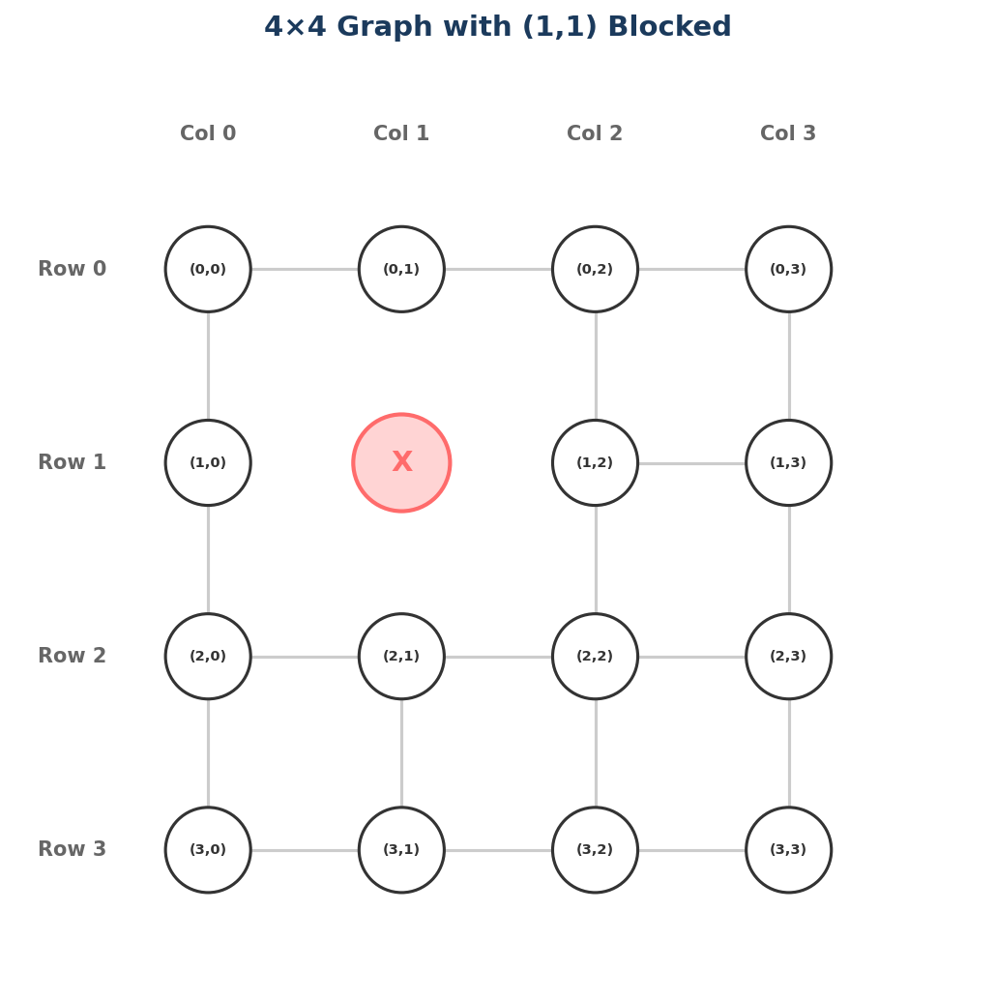 4×4 Graph with (1,1) Blocked
Col 0 Col 1 Col 2 Col 3
Row 0 (0,0) (0,1) (0,2) (0,3)
Row 1 (1,0) X (1,2) (1,3)
Row 2 (2,0) (2,1) (2,2) (2,3)
Row 3 (3,0) (3,1) (3,2) (3,3)